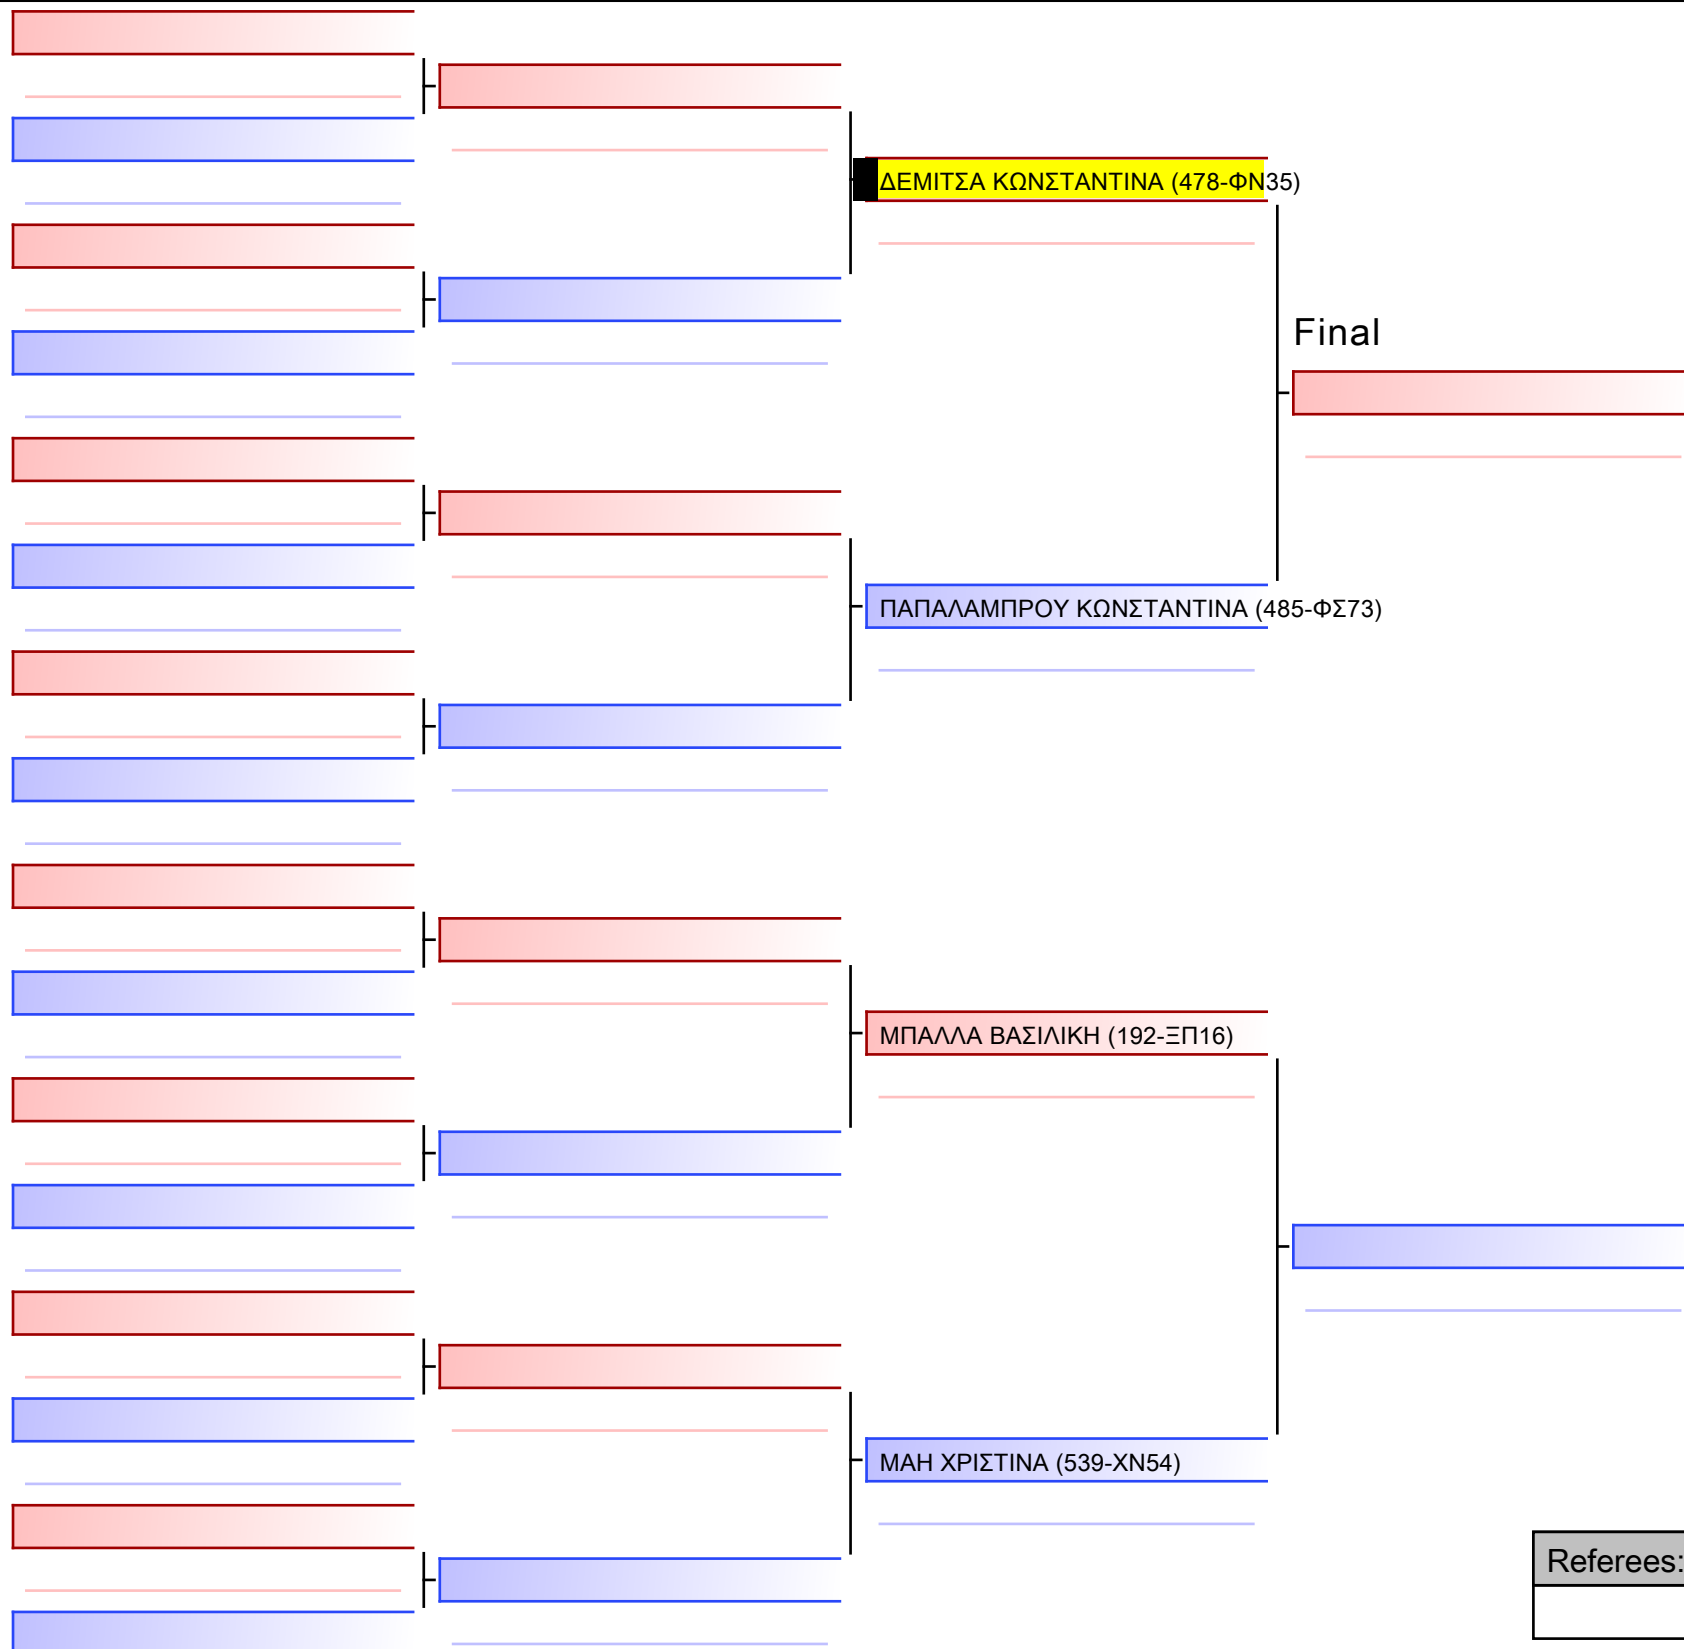 ΔΕΜΙΤΣΑ ΚΩΝΣΤΑΝΤΙΝΑ (478-ΦΝ35)
Final
ΠΑΠΑΛΑΜΠΡΟΥ ΚΩΝΣΤΑΝΤΙΝΑ (485-ΦΣ73)
ΜΠΑΛΛΑ ΒΑΣΙΛΙΚΗ (192-ΞΠ16)
ΜΑΗ ΧΡΙΣΤΙΝΑ (539-ΧΝ54)
Referees: